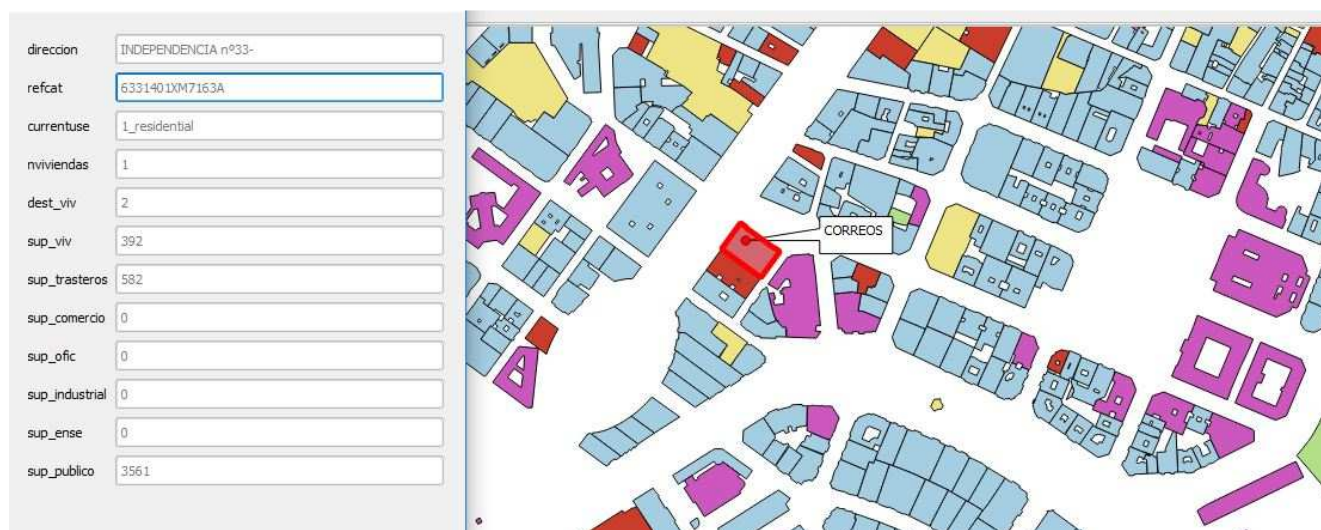 direccion INDEPENDENCIA nº33-
refcat 6331401XM7163A
currentuse 1_residential
nviviendas 1
dest_viv 2
sup_viv 392
sup_trasteros 582
sup_comercio 0
sup_ofic 0
sup_industrial 0
sup_ense 0
sup_publico 3561
CORREOS